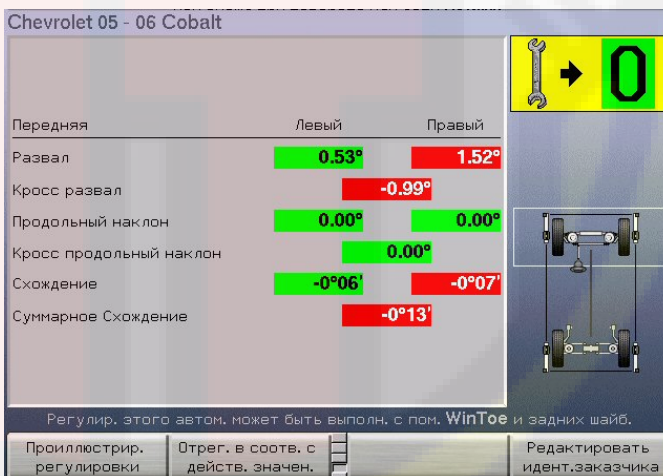 Chevrolet 05 - 06 Cobalt
0
Передняя Левый Правый
Развал 0.53° 1.52°
Кросс развал -0.99°
Продольный наклон 0.00° 0.00°
Кросс продольный наклон 0.00°
Схождение -0°06' -0°07'
Суммарное Схождение -0°13'
Регулир. этого автом. может быть выполн. с пом. WinToe и задних шайб.
Проиллюстрир. регулировки
Отрег. в соотв. с действ. значен.
Редактировать идент.заказчика